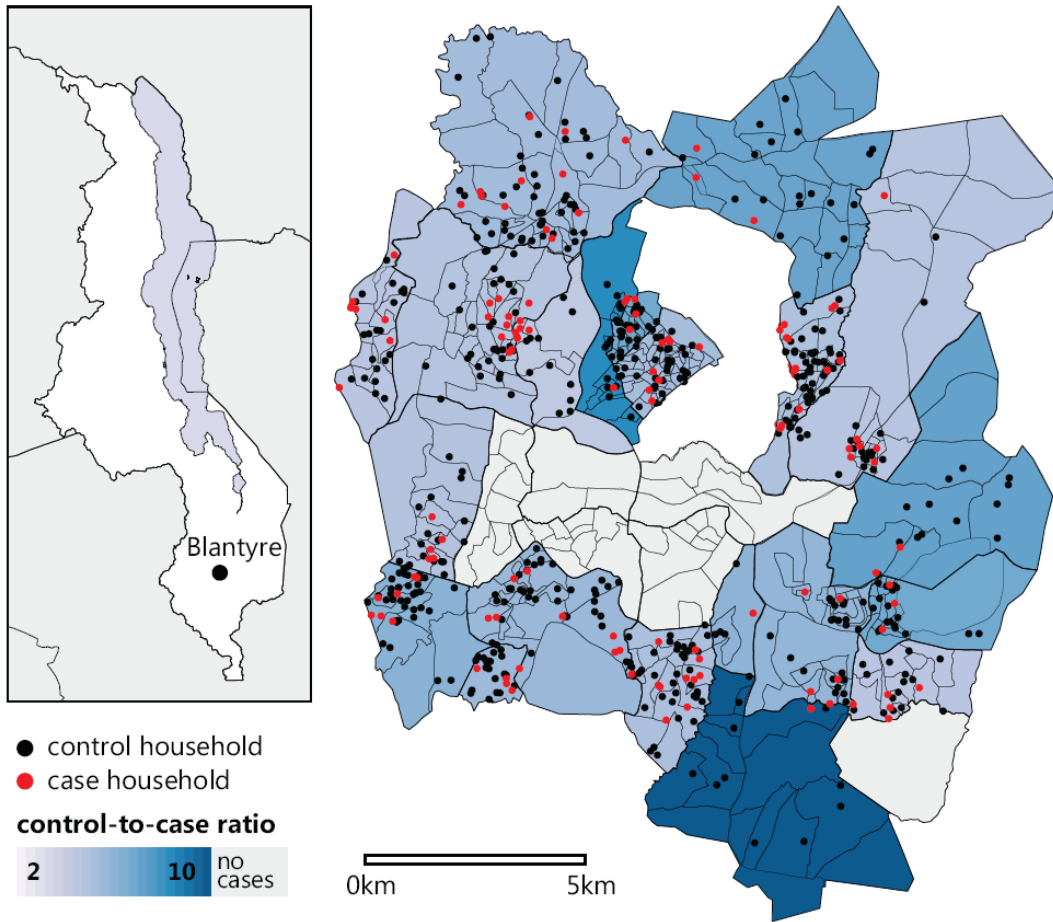 Blantyre
control household
case household
control-to-case ratio
2
10
no
cases
0km
5km